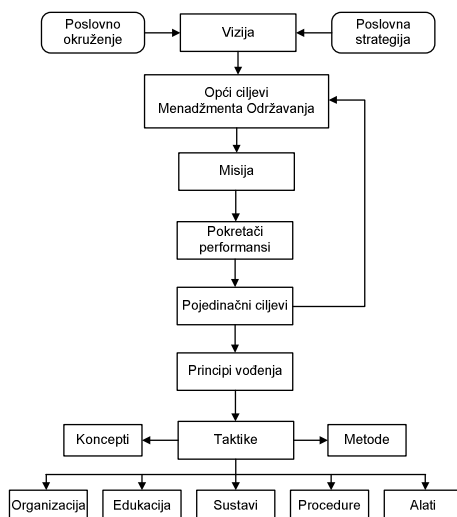 Poslovno
okruženje
Vizija
Poslovna
strategija
Opći ciljevi
Menadžmenta Održavanja
Misija
Pokretači
performansi
Pojedinačni ciljevi
Principi vođenja
Koncepti
Taktike
Metode
Organizacija
Edukacija
Sustavi
Procedure
Alati